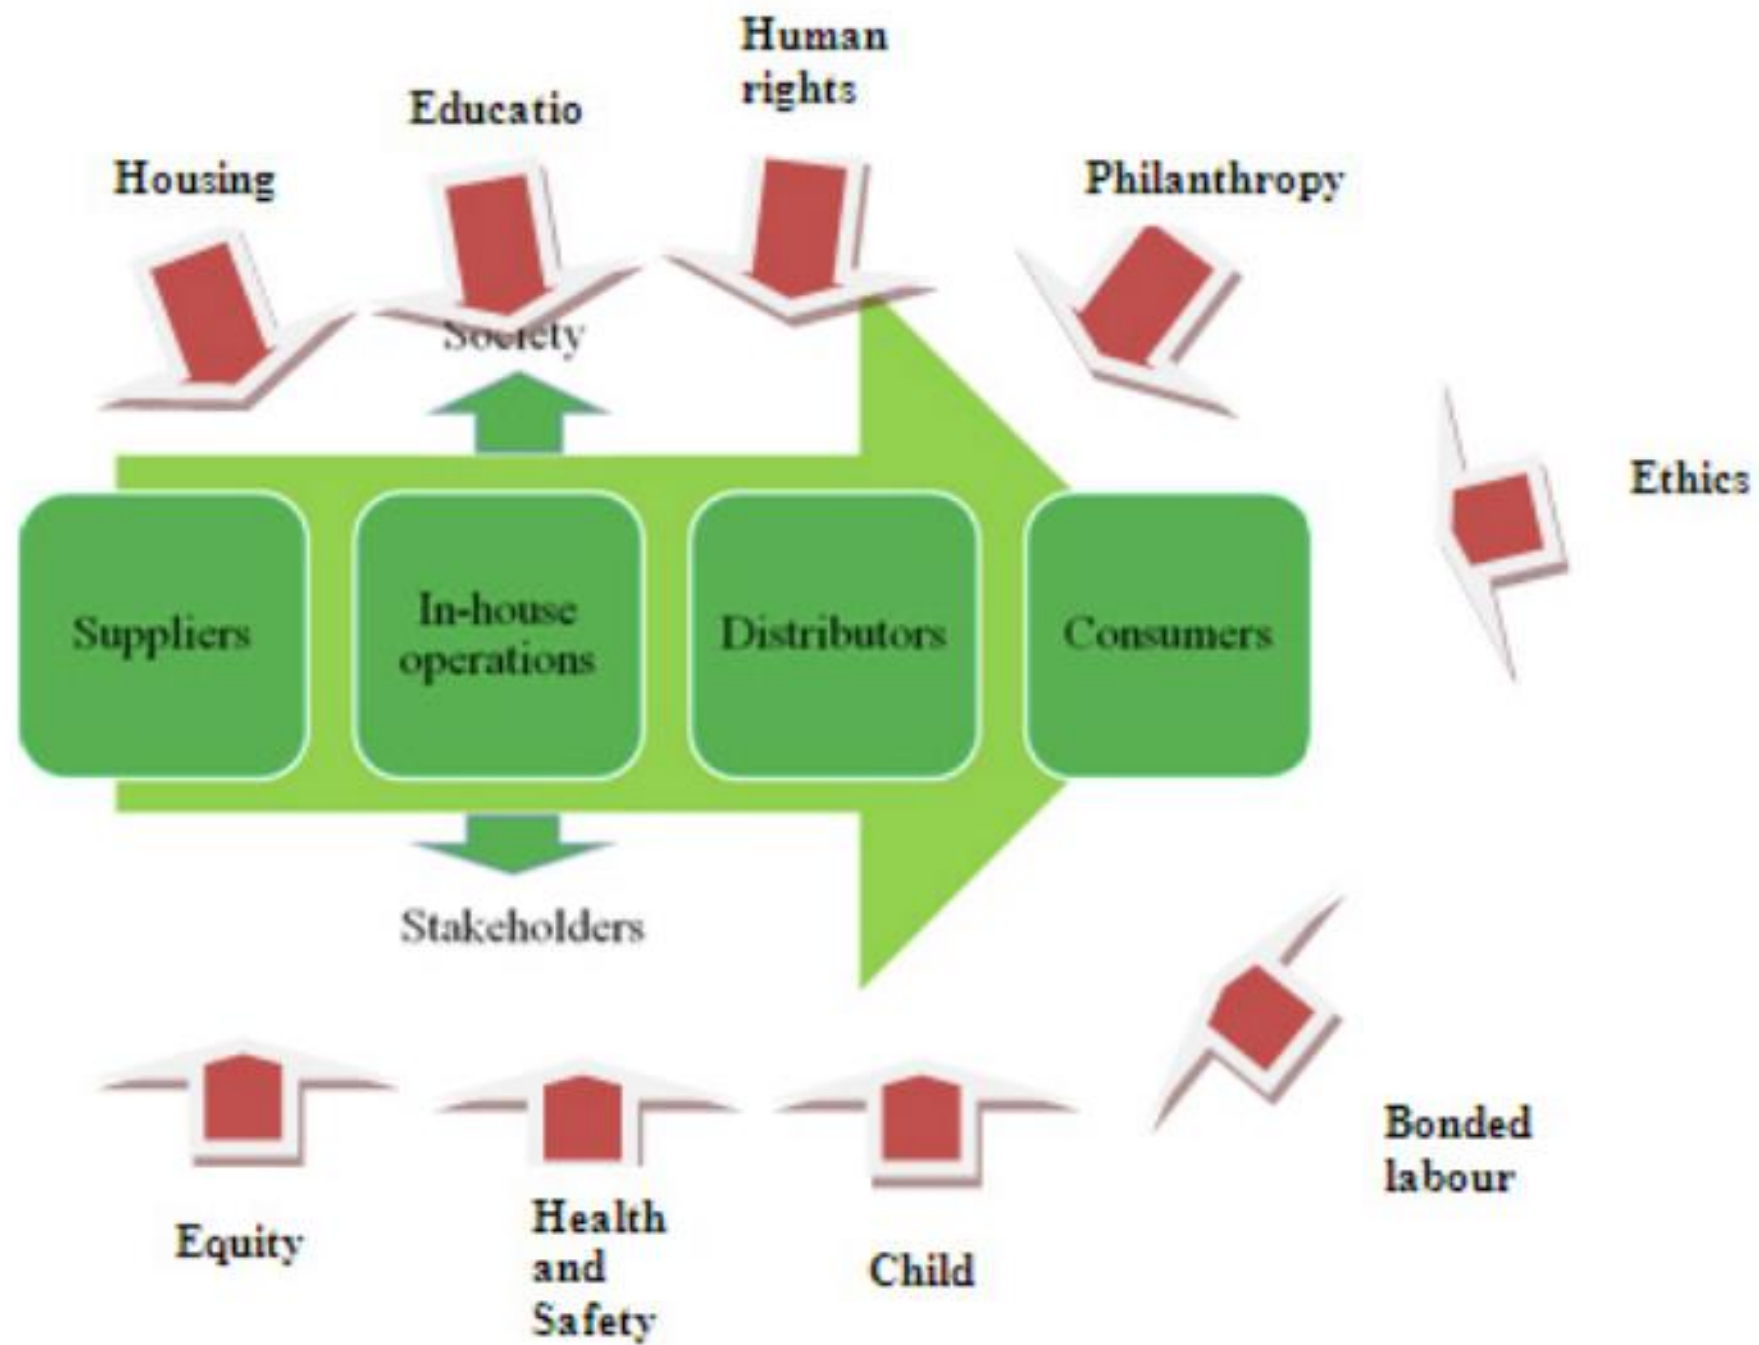 Human
rights
Educatio
Housing
Philanthropy
Society
Ethics
Suppliers
In-house
operations
Distributors
Consumers
Stakeholders
Bonded
labour
Equity
Health
and
Safety
Child